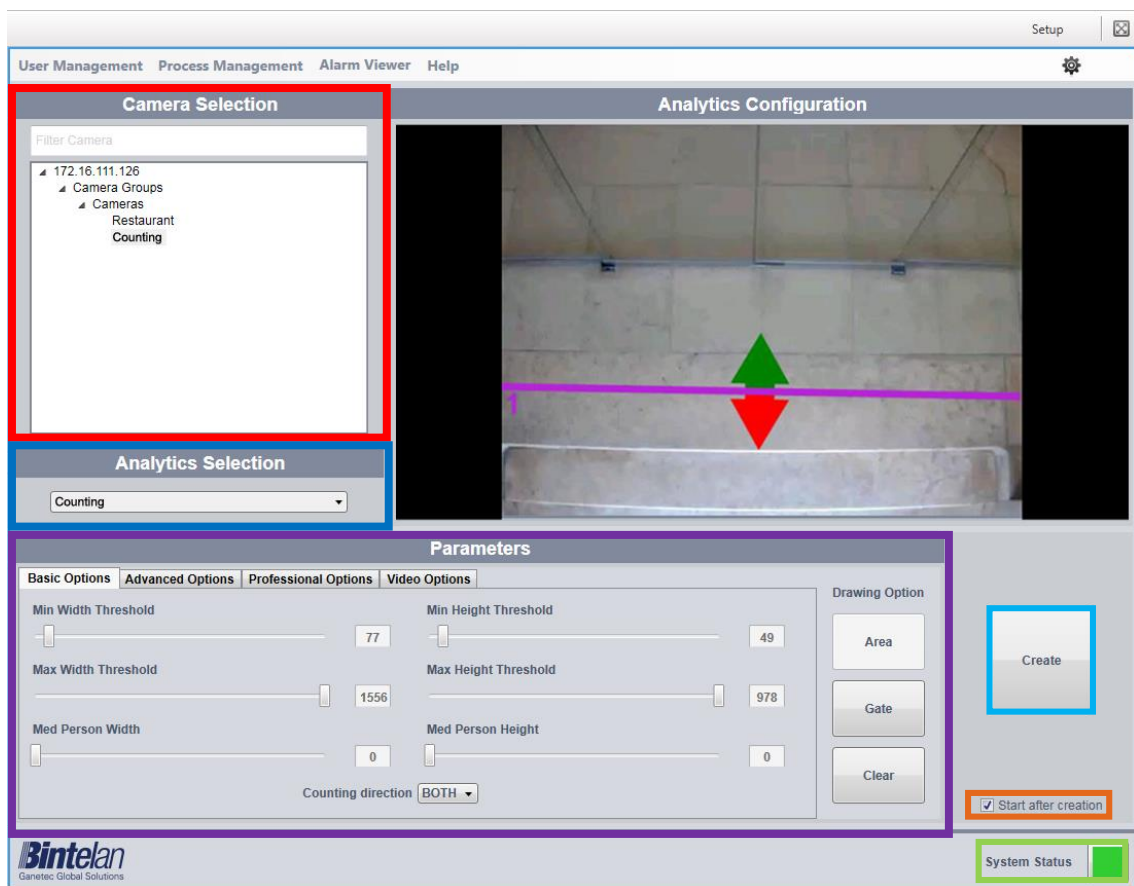 Setup
User Management Process Management Alarm Viewer Help
Camera Selection
Filter Camera
172.16.111.126
Camera Groups
Cameras
Restaurant
Counting
Analytics Selection
Counting
Analytics Configuration
1
Parameters
Basic Options Advanced Options Professional Options Video Options
Min Width Threshold
77
Min Height Threshold
49
Max Width Threshold
1556
Max Height Threshold
978
Med Person Width
0
Med Person Height
0
Counting direction BOTH
Drawing Option
Area
Gate
Clear
Create
Start after creation
Bintelan
Ganetec Global Solutions
System Status